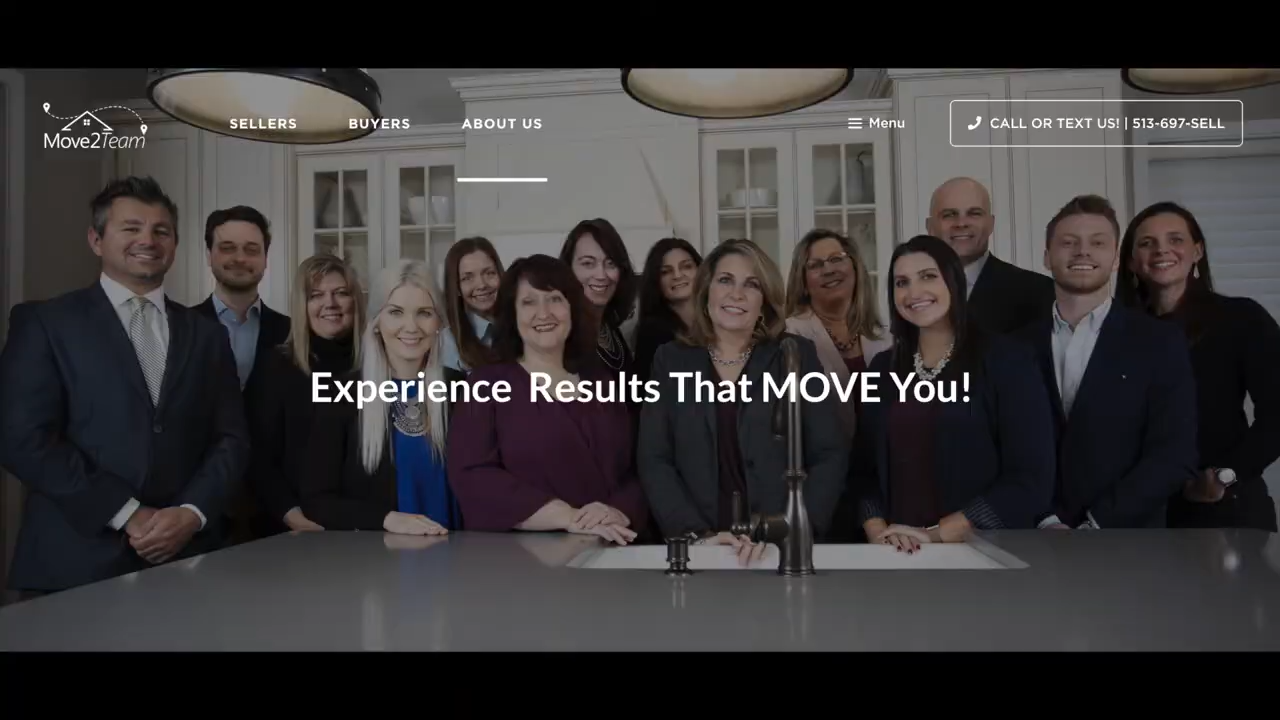 Move2Team
SELLERS
BUYERS
ABOUT US
Menu
CALL OR TEXT US! | 513-697-SELL
Experience Results That MOVE You!